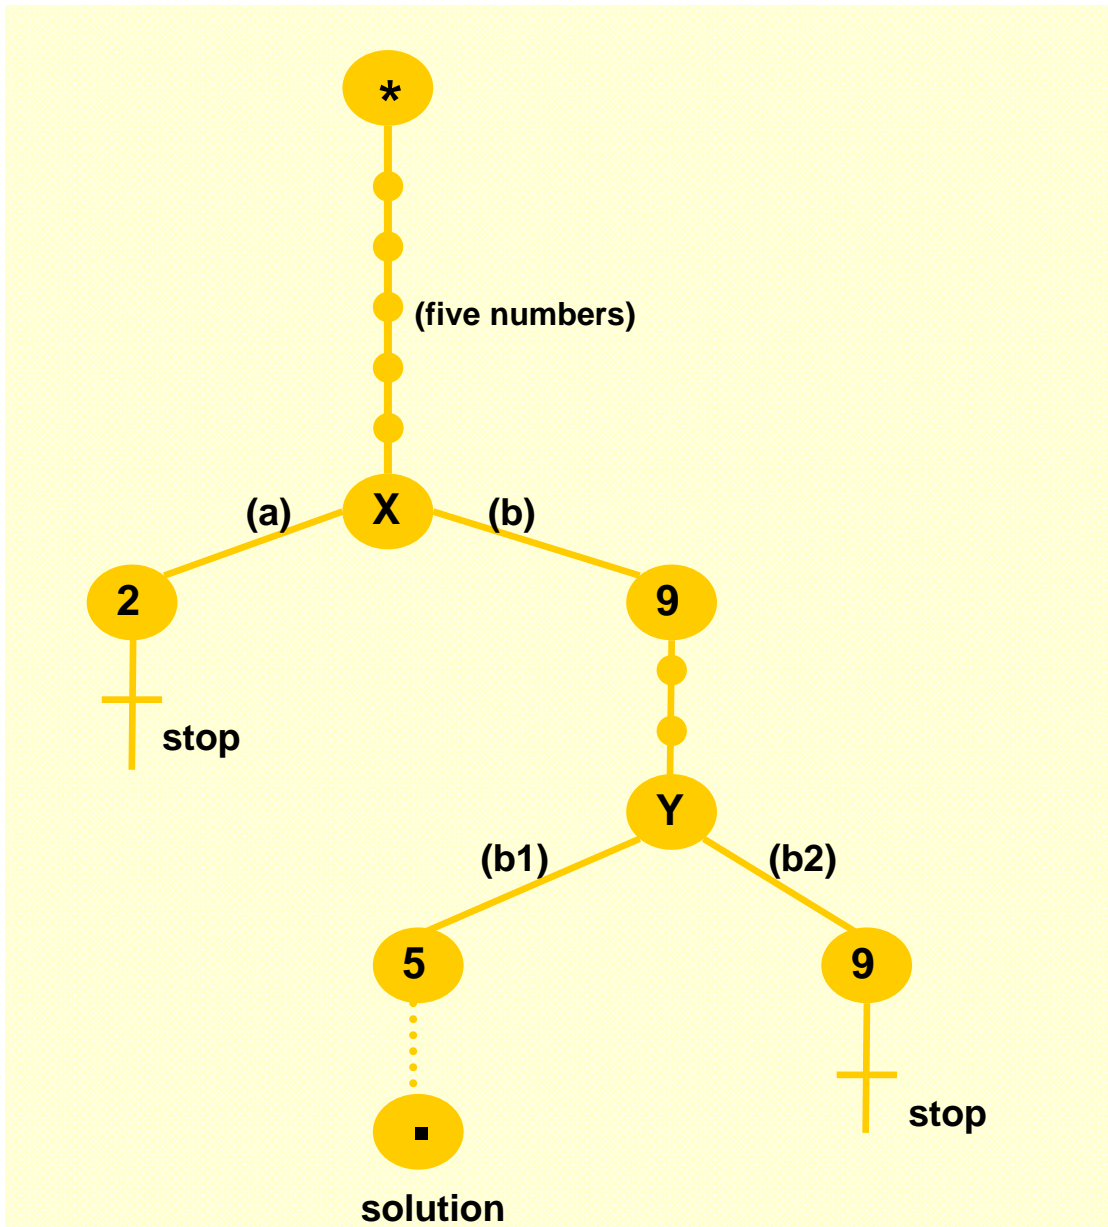 *
(five numbers)
(a) X (b)
2 9
stop
Y
(b1) (b2)
5 9
stop
solution